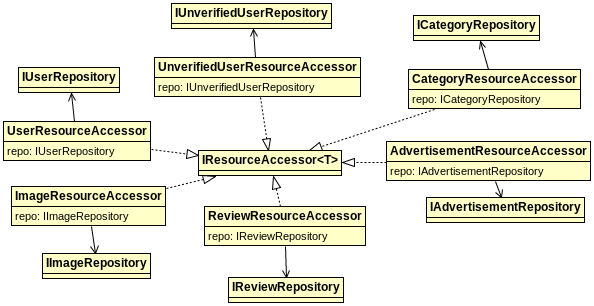 IUnverifiedUserRepository
ICategoryRepository
UnverifiedUserResourceAccessor
repo: IUnverifiedUserRepository
IUserRepository
CategoryResourceAccessor
repo: ICategoryRepository
UserResourceAccessor
repo: IUserRepository
IResourceAccessor<T>
AdvertisementResourceAccessor
repo: IAdvertisementRepository
ImageResourceAccessor
repo: IImageRepository
IAdvertisementRepository
ReviewResourceAccessor
repo: IReviewRepository
IImageRepository
IReviewRepository